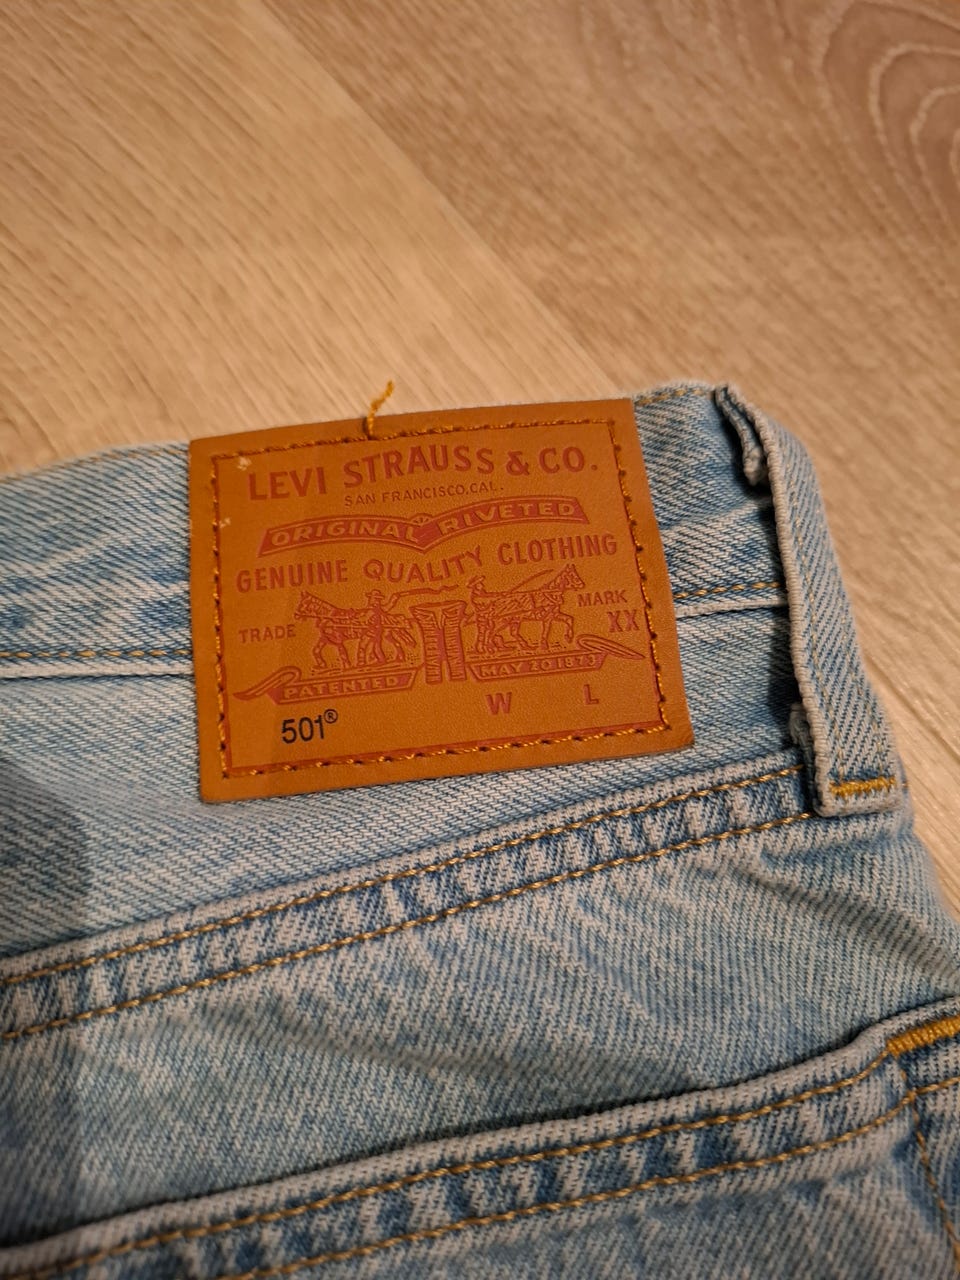 LEVI STRAUSS & CO.
SAN FRANCISCO,CAL.
ORIGINAL RIVETED
GENUINE QUALITY CLOTHING
TRADE MARK
XX
PATENTED MAY 20 1873
W L
501®